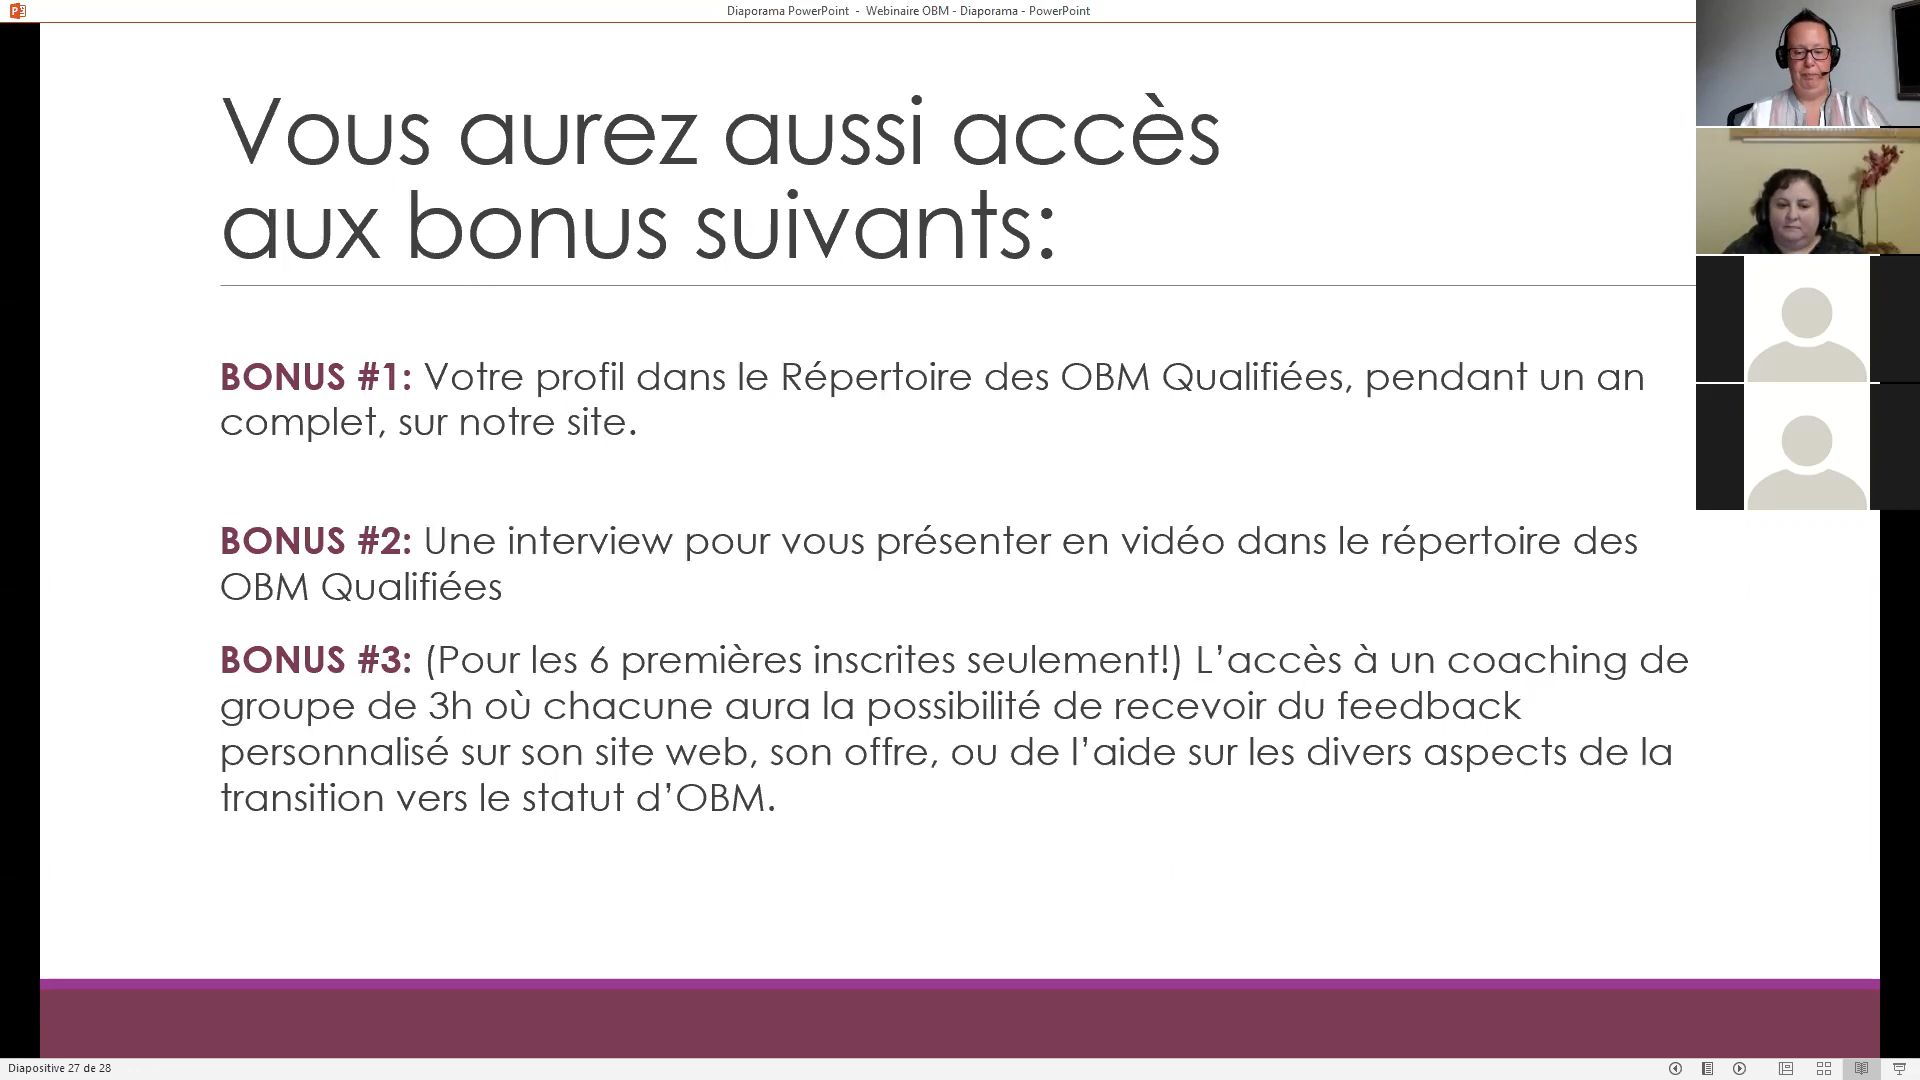 Diaporama PowerPoint - Webinaire OBM - Diaporama - PowerPoint
Vous aurez aussi accès
aux bonus suivants:
BONUS #1: Votre profil dans le Répertoire des OBM Qualifiées, pendant un an
complet, sur notre site.
BONUS #2: Une interview pour vous présenter en vidéo dans le répertoire des
OBM Qualifiées
BONUS #3: (Pour les 6 premières inscrites seulement!) L’accès à un coaching de
groupe de 3h où chacune aura la possibilité de recevoir du feedback
personnalisé sur son site web, son offre, ou de l’aide sur les divers aspects de la
transition vers le statut d’OBM.
Diapositive 27 de 28